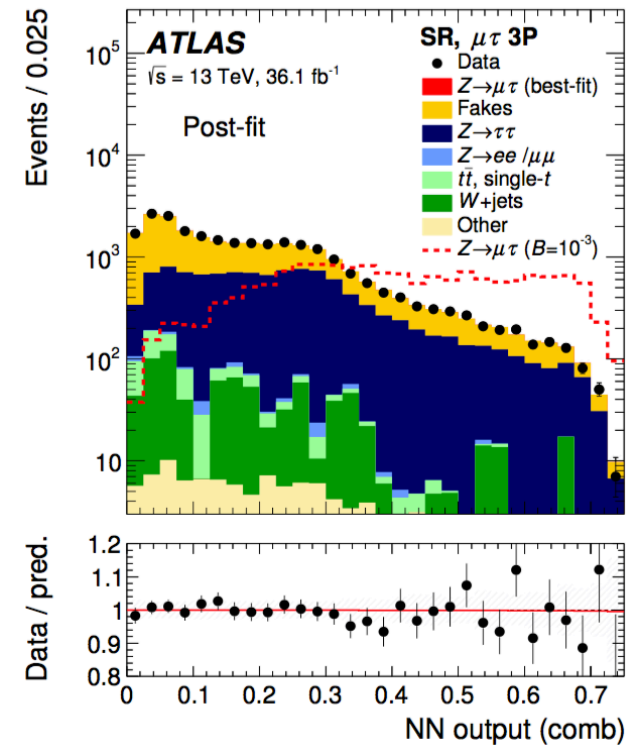 Events / 0.025
10⁵
10⁴
10³
10²
10
ATLAS
√s = 13 TeV, 36.1 fb⁻¹
Post-fit
SR, μτ 3P
Data
Z→μτ (best-fit)
Fakes
Z→ττ
Z→ee /μμ
tt̄, single-t
W+jets
Other
Z→μτ (B=10⁻³)
Data / pred.
1.2
1.1
1
0.9
0.8
0 0.1 0.2 0.3 0.4 0.5 0.6 0.7
NN output (comb)